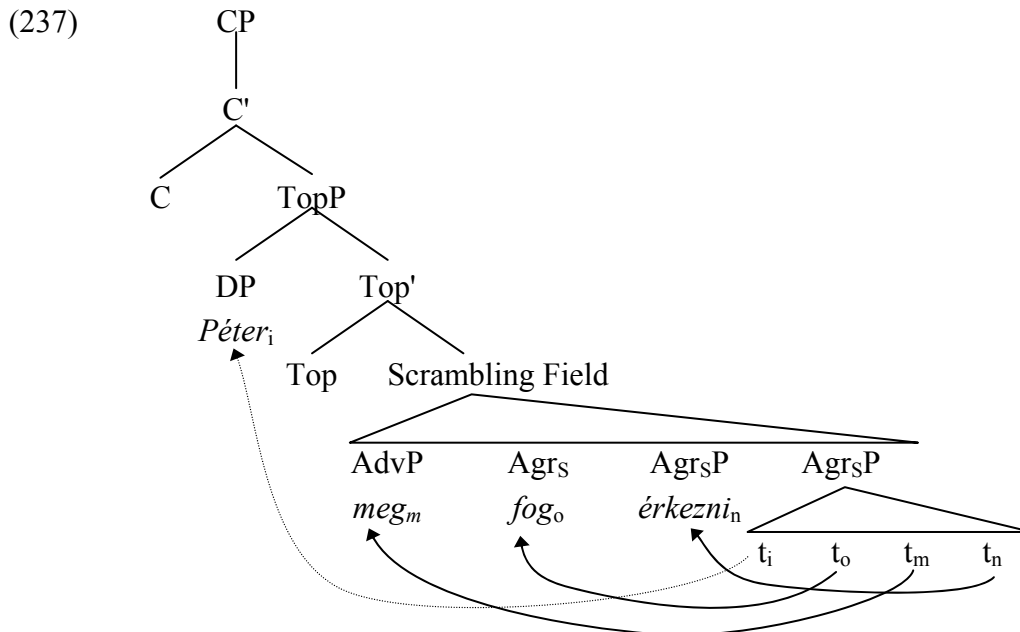 (237) CP
C'
C TopP
DP Top'
Péterᵢ
Top Scrambling Field
AdvP Agrₛ AgrₛP AgrₛP
megₘ fogₒ érkezniₙ
tᵢ tₒ tₘ tₙ